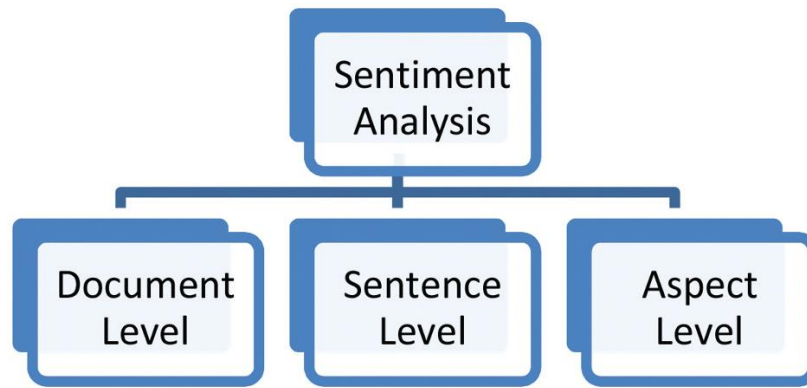 Sentiment
Analysis
Document
Level
Sentence
Level
Aspect
Level